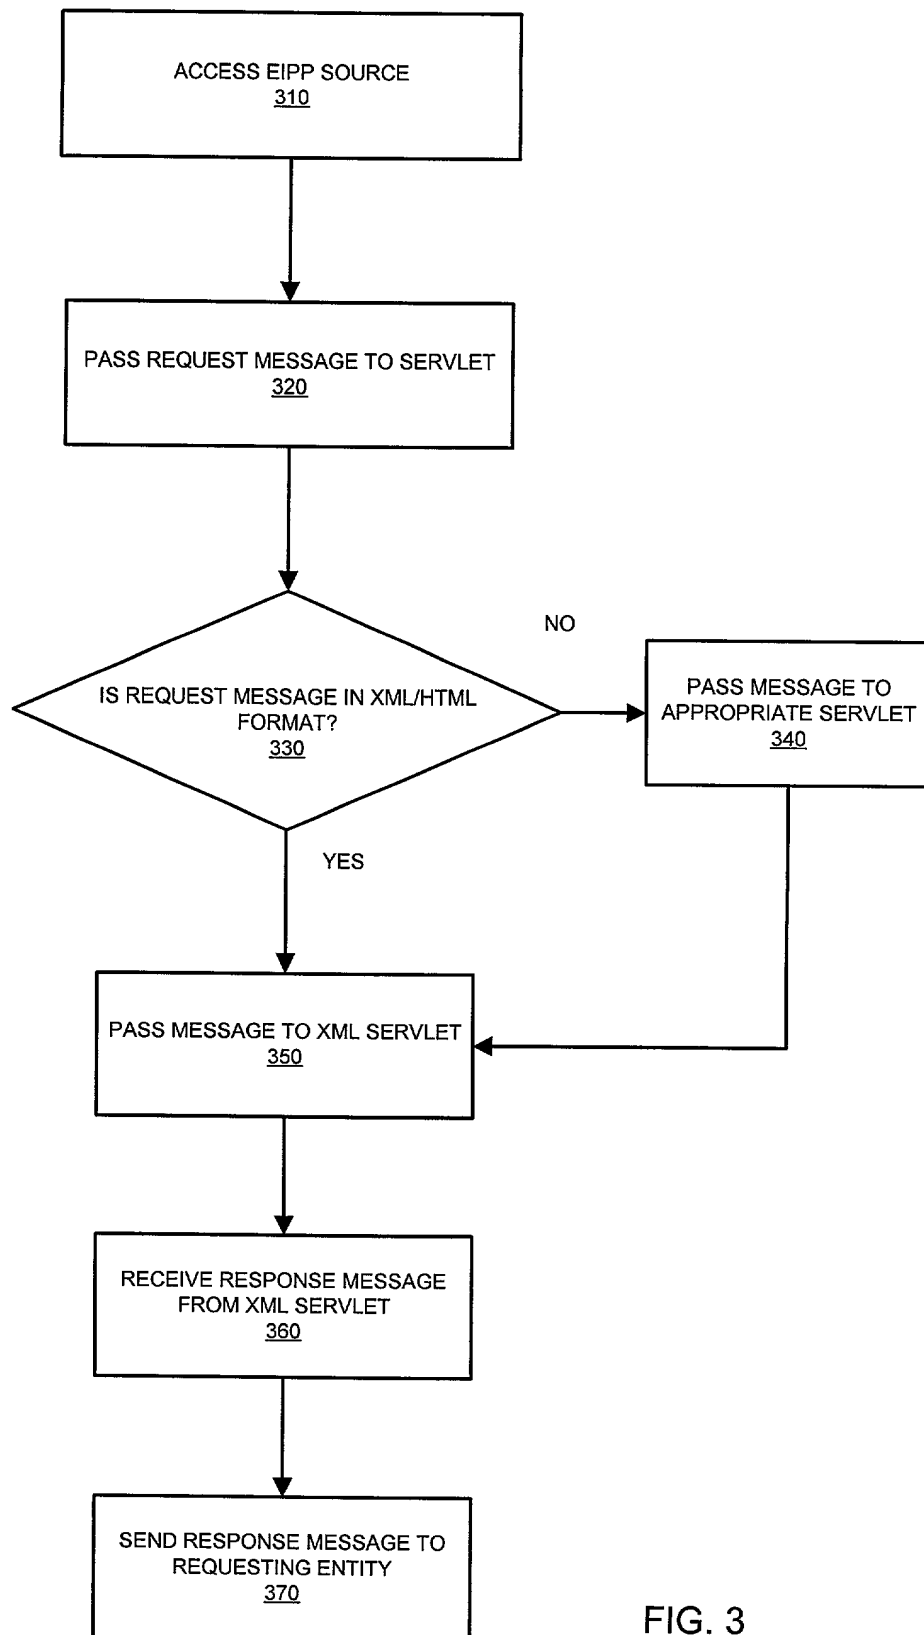 ACCESS EIPP SOURCE
310
PASS REQUEST MESSAGE TO SERVLET
320
NO
IS REQUEST MESSAGE IN XML/HTML
FORMAT?
330
PASS MESSAGE TO
APPROPRIATE SERVLET
340
YES
PASS MESSAGE TO XML SERVLET
350
RECEIVE RESPONSE MESSAGE
FROM XML SERVLET
360
SEND RESPONSE MESSAGE TO
REQUESTING ENTITY
370
FIG. 3